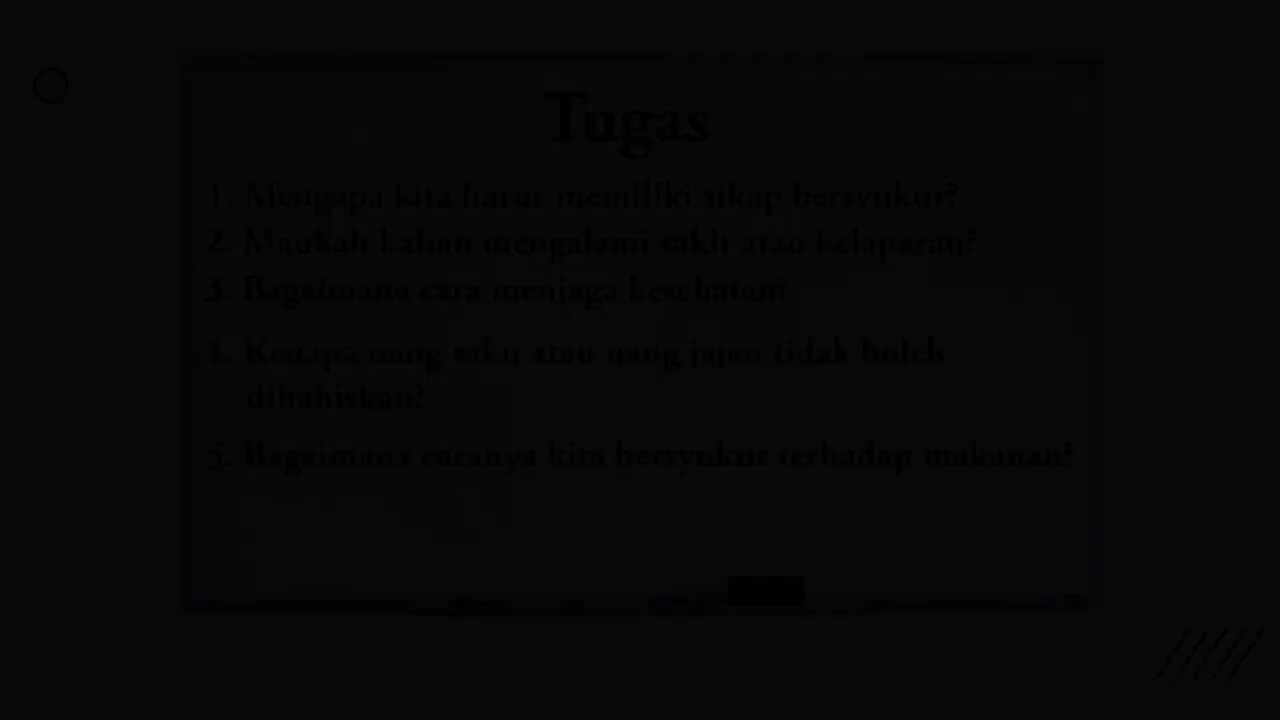 Tugas
1. Mengapa kita harus memiliki sikap bersyukur?
2. Maukah kalian mengalami sakit atau kelaparan?
3. Bagaimana cara menjaga kesehatan?
4. Kenapa uang saku atau uang jajan tidak boleh
dihabiskan?
5. Bagaimana caranya kita bersyukur terhadap makanan?